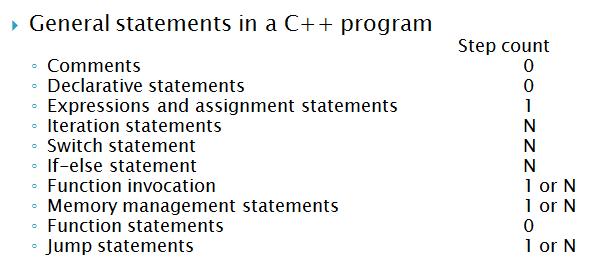 General statements in a C++ program
Step count
Comments 0
Declarative statements 0
Expressions and assignment statements 1
Iteration statements N
Switch statement N
If-else statement N
Function invocation 1 or N
Memory management statements 1 or N
Function statements 0
Jump statements 1 or N